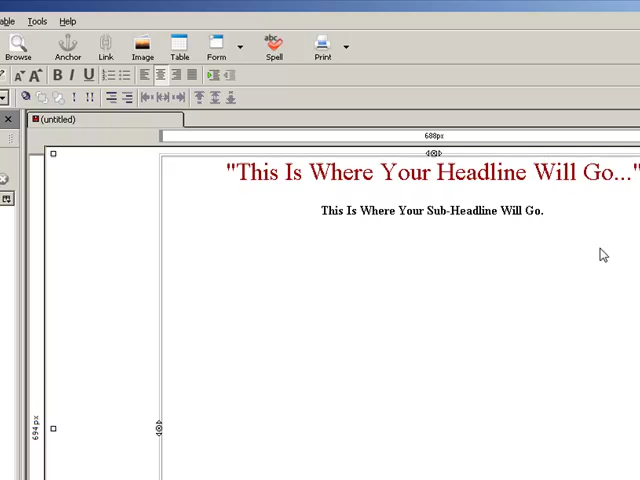 Tools Help
Browse Anchor Link Image Table Form Spell Print
B I U
(untitled)
688px
"This Is Where Your Headline Will Go..."
This Is Where Your Sub-Headline Will Go.
694 px